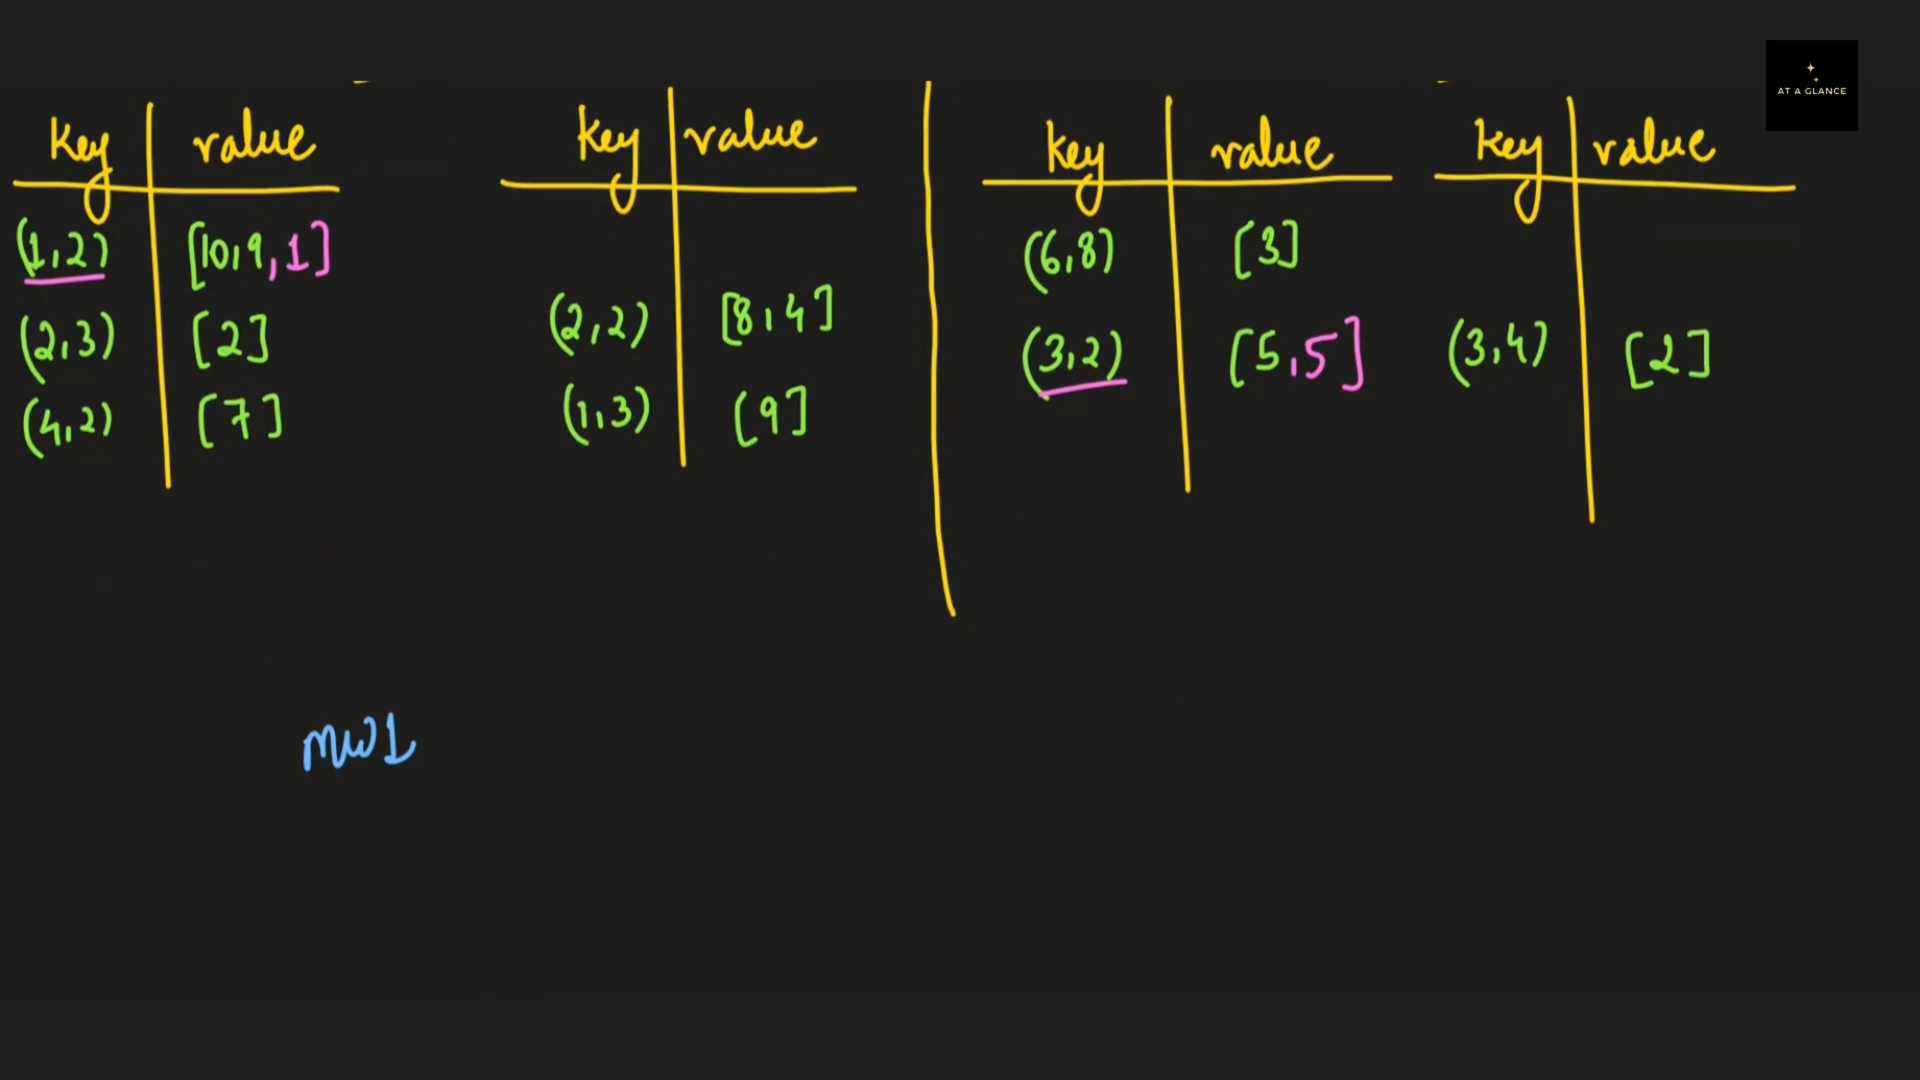 AT A GLANCE
key value key value key value key value
(1,2) [10,9,1] (6,8) [3]
(2,3) [2] (2,2) [8,4] (3,2) [5,5] (3,4) [2]
(4,2) [7] (1,3) [9]
MW1